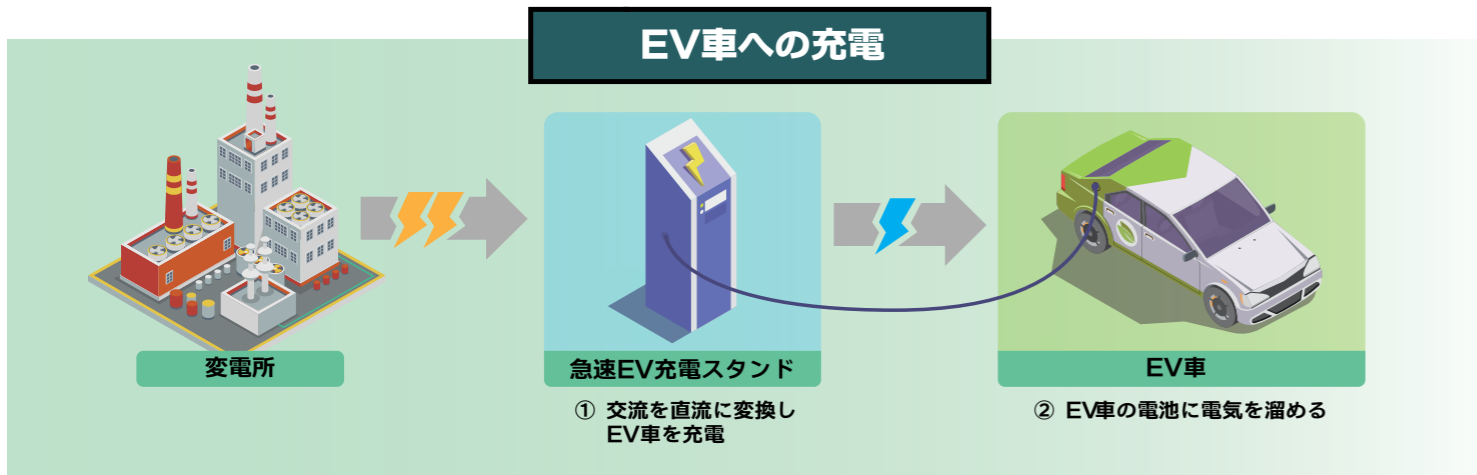 EV車への充電
変電所
急速EV充電スタンド
① 交流を直流に変換し
EV車を充電
EV車
② EV車の電池に電気を溜める